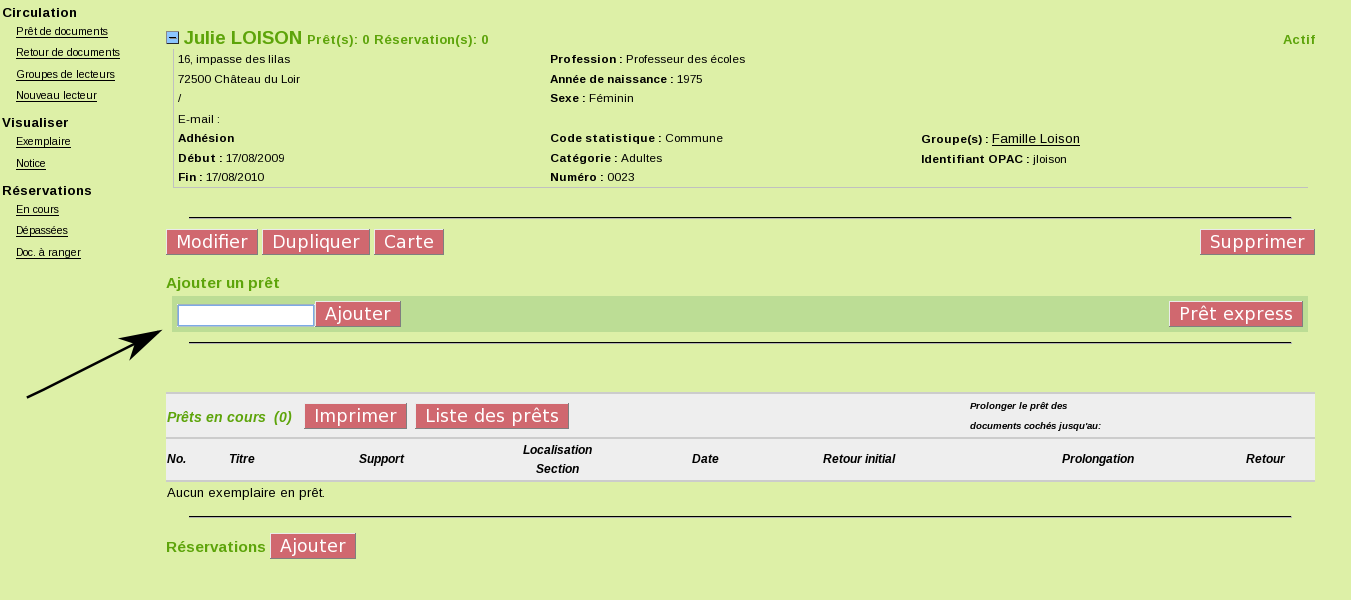 Circulation
Prêt de documents
Retour de documents
Groupes de lecteurs
Nouveau lecteur
Visualiser
Exemplaire
Notice
Réservations
En cours
Dépassées
Doc. à ranger
Julie LOISON Prêt(s): 0 Réservation(s): 0 Actif
16, impasse des lilas Profession : Professeur des écoles
72500 Château du Loir Année de naissance : 1975
/ Sexe : Féminin
E-mail :
Adhésion Code statistique : Commune Groupe(s) : Famille Loison
Début : 17/08/2009 Catégorie : Adultes Identifiant OPAC : jloison
Fin : 17/08/2010 Numéro : 0023
Modifier Dupliquer Carte Supprimer
Ajouter un prêt
Ajouter Prêt express
Prêts en cours (0) Imprimer Liste des prêts
Prolonger le prêt des
documents cochés jusqu'au:
No. Titre Support Localisation Section Date Retour initial Prolongation Retour
Aucun exemplaire en prêt.
Réservations Ajouter